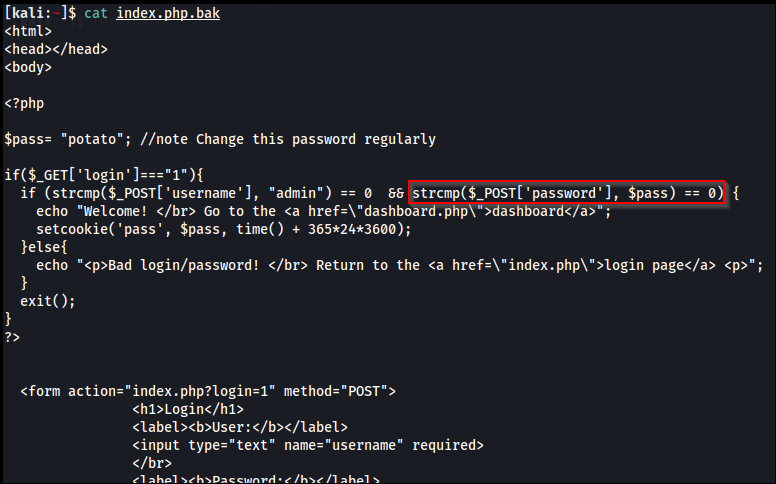 [kali:~]$ cat index.php.bak
<html>
<head></head>
<body>
<?php
$pass= "potato"; //note Change this password regularly
if($_GET['login']==="1"){
if (strcmp($_POST['username'], "admin") == 0  && strcmp($_POST['password'], $pass) == 0) {
echo "Welcome! </br> Go to the <a href=\"dashboard.php\">dashboard</a>";
setcookie('pass', $pass, time() + 365*24*3600);
}else{
echo "<p>Bad login/password! </br> Return to the <a href=\"index.php\">login page</a> <p>";
}
exit();
}
?>
<form action="index.php?login=1" method="POST">
<h1>Login</h1>
<label><b>User:</b></label>
<input type="text" name="username" required>
</br>
<label><b>Password:</b></label>